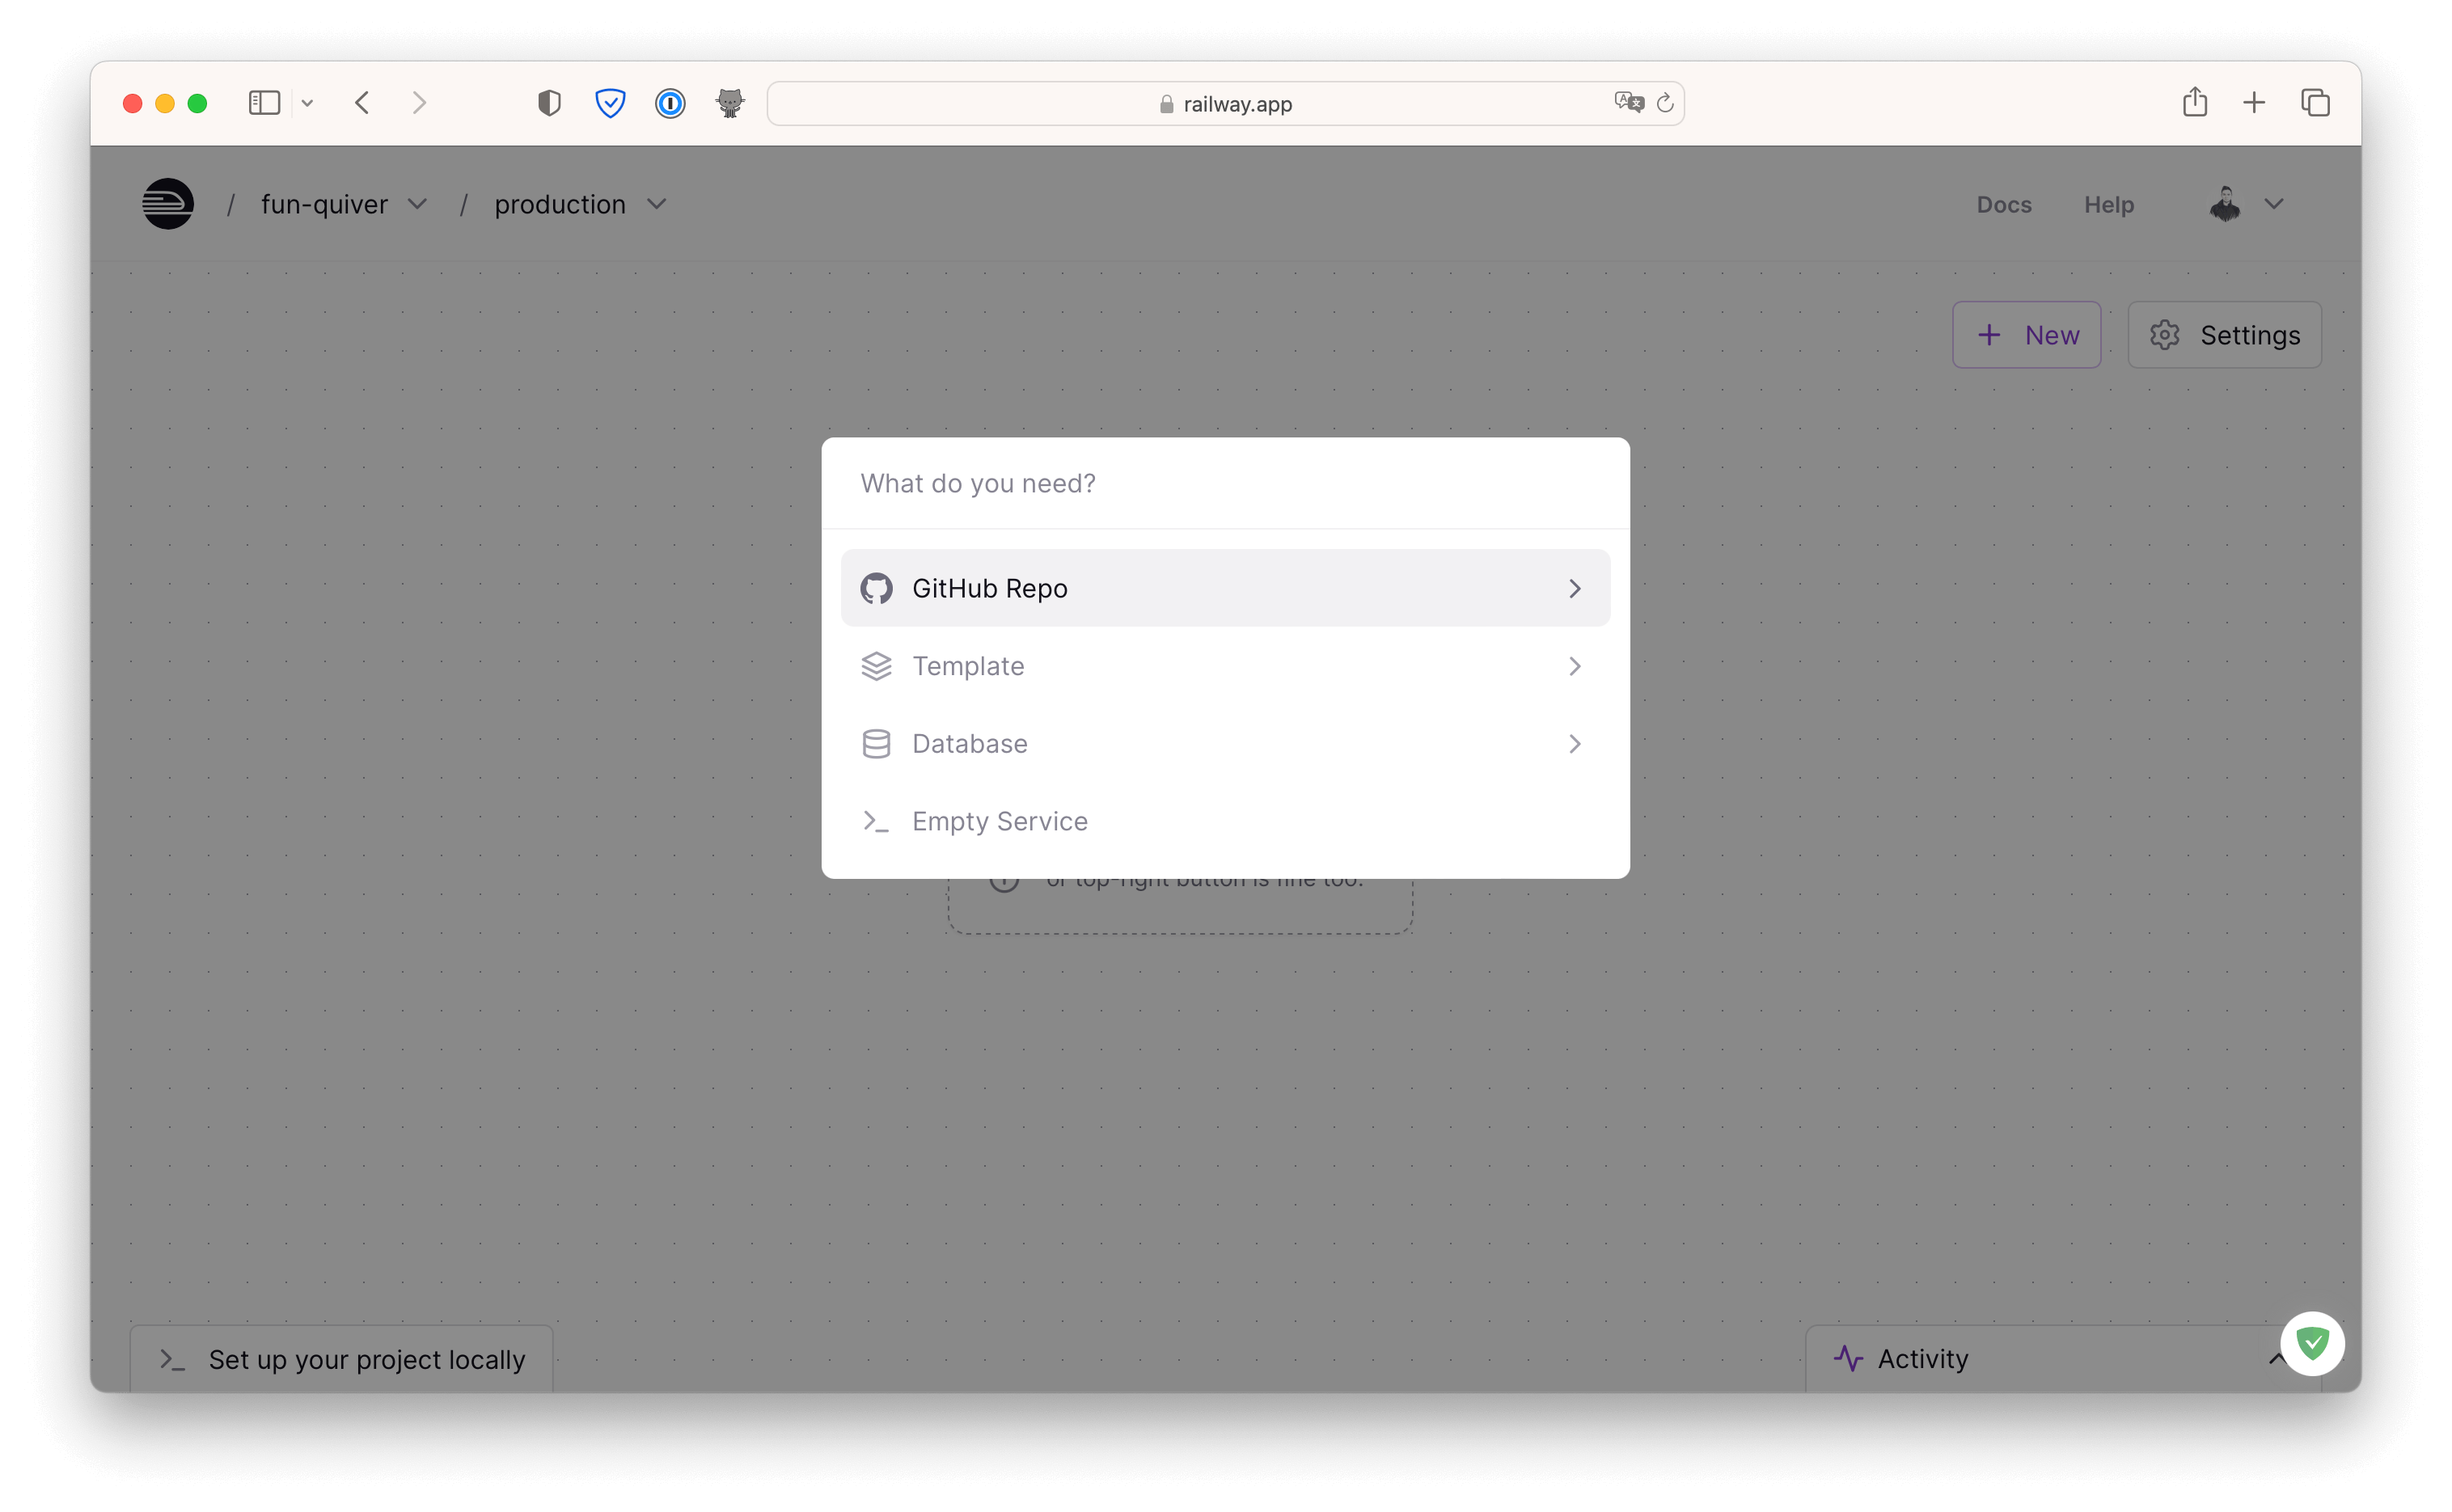 railway.app
/ fun-quiver / production
Docs Help
+ New
Settings
What do you need?
GitHub Repo
Template
Database
Empty Service
or top-right button is fine too.
Set up your project locally
Activity